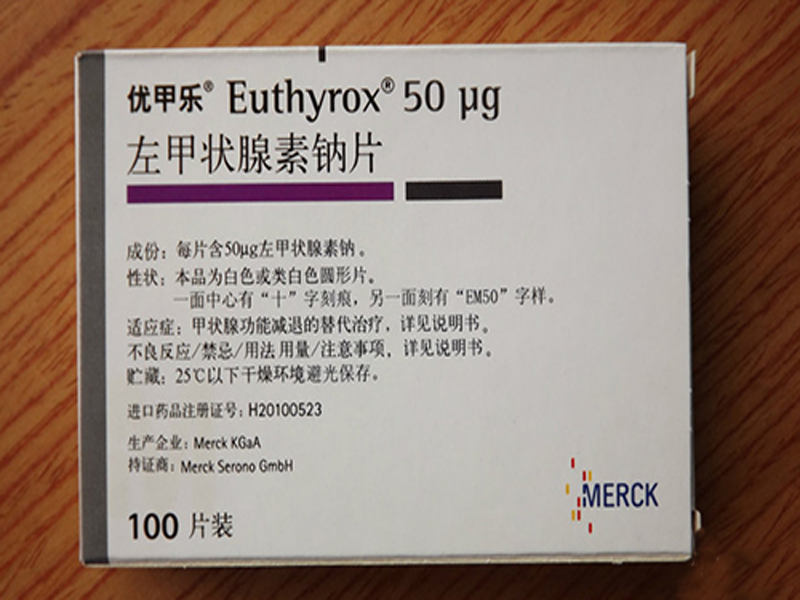 优甲乐® Euthyrox® 50 µg
左甲状腺素钠片
成份：每片含50µg左甲状腺素钠。
性状：本品为白色或类白色圆形片。
一面中心有“十”字刻痕，另一面刻有“EM50”字样。
适应症：甲状腺功能减退的替代治疗，详见说明书。
不良反应/禁忌/用法用量/注意事项，详见说明书。
贮藏：25℃以下干燥环境避光保存。
进口药品注册证号：H20100523
生产企业：Merck KGaA
持证商：Merck Serono GmbH
MERCK
100 片装